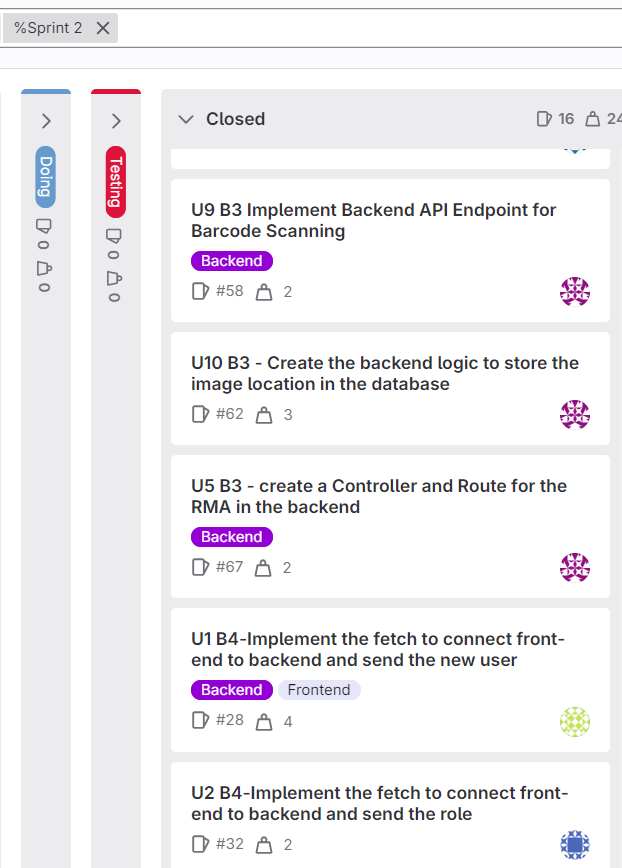 %Sprint 2
Doing
0
0
Testing
0
0
Closed
16
24
U9 B3 Implement Backend API Endpoint for
Barcode Scanning
Backend
#58 2
U10 B3 - Create the backend logic to store the
image location in the database
#62 3
U5 B3 - create a Controller and Route for the
RMA in the backend
Backend
#67 2
U1 B4-Implement the fetch to connect front-
end to backend and send the new user
Backend Frontend
#28 4
U2 B4-Implement the fetch to connect front-
end to backend and send the role
#32 2